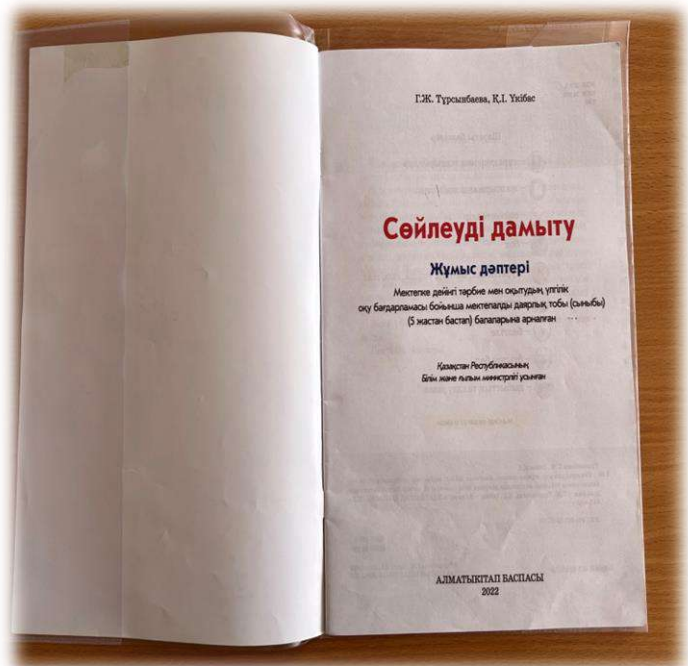 Г.Ж. Тұрсынбаева, Қ.І. Үкібас
Сөйлеуді дамыту
Жұмыс дәптері
Мектепке дейінгі тәрбие мен оқытудың үлгілік
оқу бағдарламасы бойынша мектепалды даярлық тобы (сыныбы)
(5 жастан бастап) балаларына арналған
Қазақстан Республикасының
Білім және ғылым министрлігі ұсынған
АЛМАТЫКІТАП БАСПАСЫ
2022